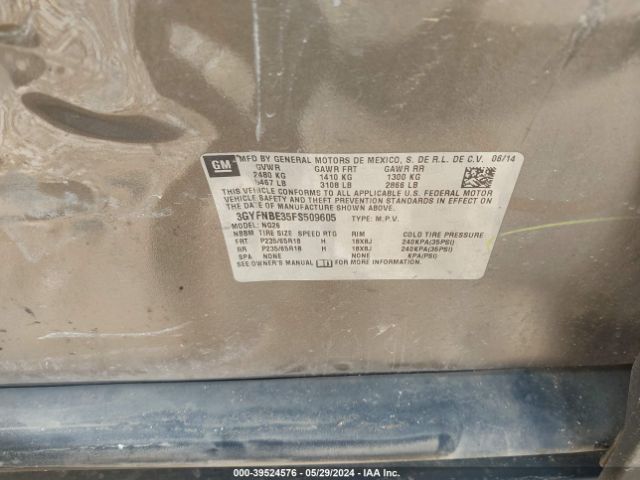 GM
MFD BY GENERAL MOTORS DE MEXICO, S. DE R.L. DE C.V. 06/14
GVWR GAWR FRT GAWR RR
2480 KG 1410 KG 1300 KG
5467 LB 3108 LB 2866 LB
THIS VEHICLE CONFORMS TO ALL APPLICABLE U.S. FEDERAL MOTOR
VEHICLE SAFETY AND THEFT PREVENTION STANDARDS IN EFFECT ON
THE DATE OF MANUFACTURE SHOWN ABOVE.
3GYFNBE35FS509605 TYPE: M.P.V.
MODEL: NG26
NBBM TIRE SIZE SPEED RTG RIM COLD TIRE PRESSURE
FRT P235/65R18 H 18X8J 240KPA(35PSI)
RR P235/65R18 H 18X8J 240KPA(35PSI)
SPA NONE NONE KPA(PSI)
SEE OWNER'S MANUAL FOR MORE INFORMATION.
000-39524576 | 05/29/2024 | IAA Inc.